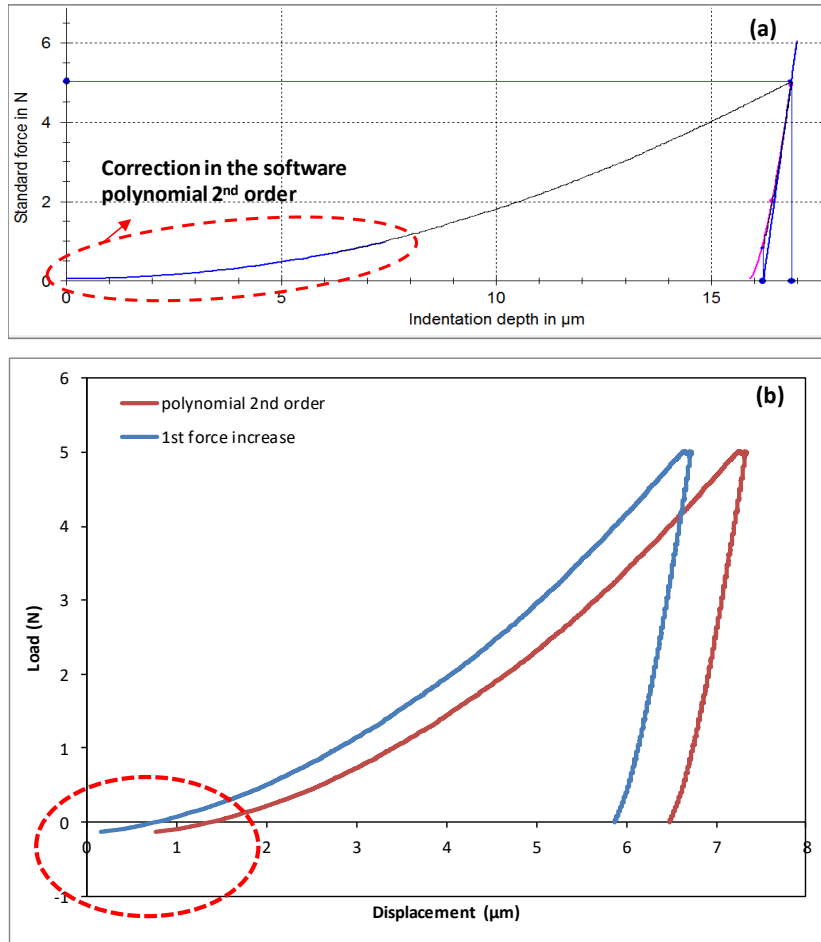 (a)
6
4
2
0
Standard force in N
Correction in the software
polynomial 2nd order
0
5
10
15
Indentation depth in µm
(b)
polynomial 2nd order
1st force increase
6
5
4
3
2
1
0
-1
Load (N)
0
1
2
3
4
5
6
7
8
Displacement (µm)